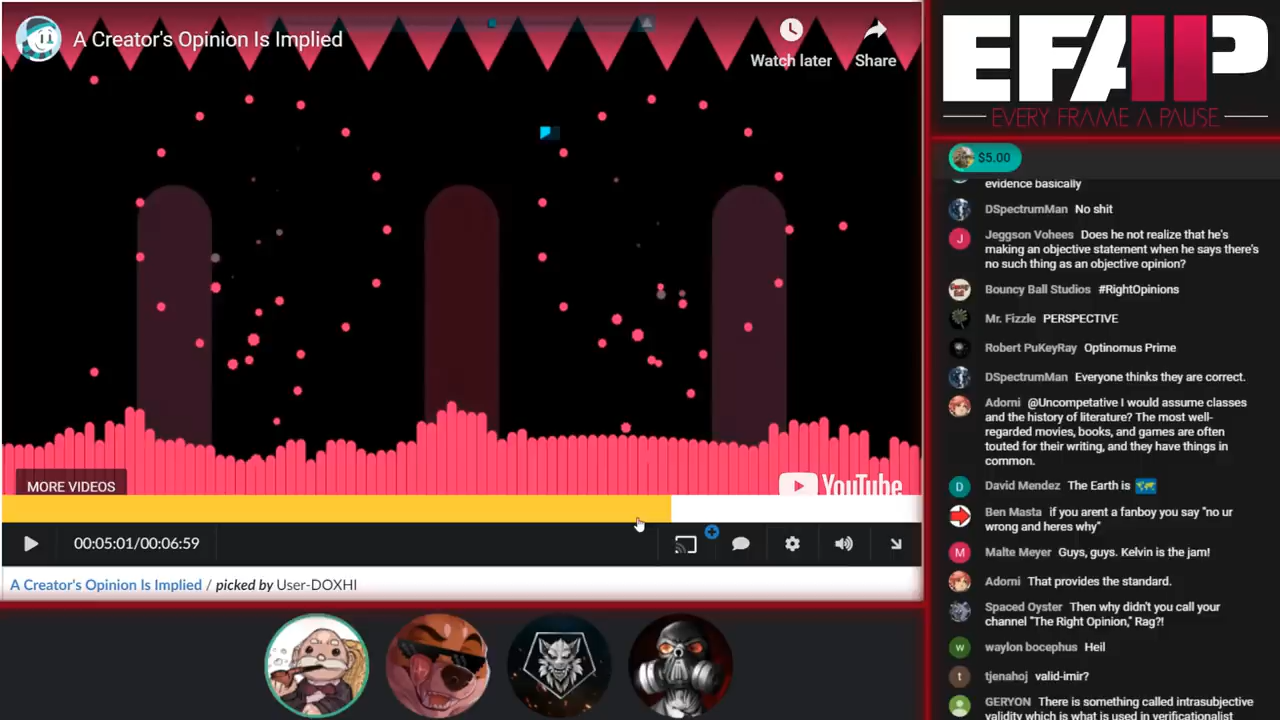 A Creator's Opinion Is Implied
Watch later
Share
MORE VIDEOS
YouTube
00:05:01/00:06:59
A Creator's Opinion Is Implied / picked by User-DOXHI
EFAP
EVERY FRAME A PAUSE
$5.00
evidence basically
DSpectrumMan No shit
Jeggson Vohees Does he not realize that he's
making an objective statement when he says there's
no such thing as an objective opinion?
Bouncy Ball Studios #RightOpinions
Mr. Fizzle PERSPECTIVE
Robert PuKeyRay Optinomus Prime
DSpectrumMan Everyone thinks they are correct.
Adorni @Uncompetative I would assume classes
and the history of literature? The most well-
regarded movies, books, and games are often
touted for their writing, and they have things in
common.
David Mendez The Earth is
Ben Masta if you arent a fanboy you say "no ur
wrong and heres why"
Malte Meyer Guys, guys. Kelvin is the jam!
Adorni That provides the standard.
Spaced Oyster Then why didn't you call your
channel "The Right Opinion," Rag?!
waylon bocephus Heil
tjenahoj valid-imir?
GERYON There is something called intrasubjective
validity which is what is used in verificationalist